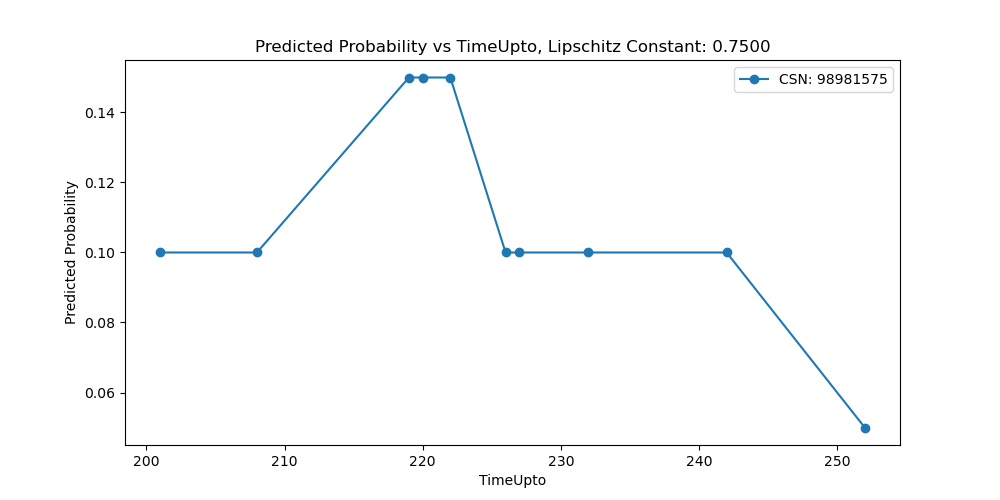 Predicted Probability vs TimeUpto, Lipschitz Constant: 0.7500
CSN: 98981575
Predicted Probability
0.14
0.12
0.10
0.08
0.06
200 210 220 230 240 250
TimeUpto